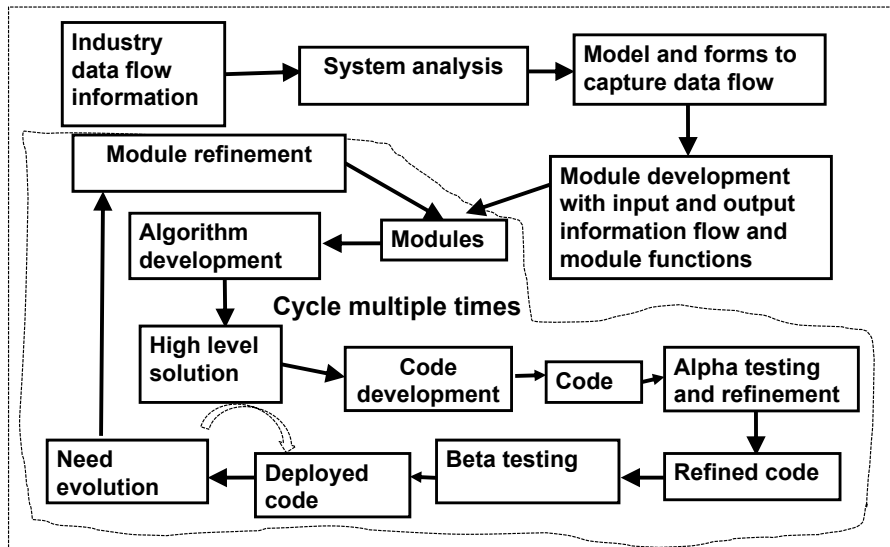 Industry
data flow
information
System analysis
Model and forms to
capture data flow
Module refinement
Module development
with input and output
information flow and
module functions
Modules
Algorithm
development
Cycle multiple times
High level
solution
Code
development
Code
Alpha testing
and refinement
Need
evolution
Deployed
code
Beta testing
Refined code